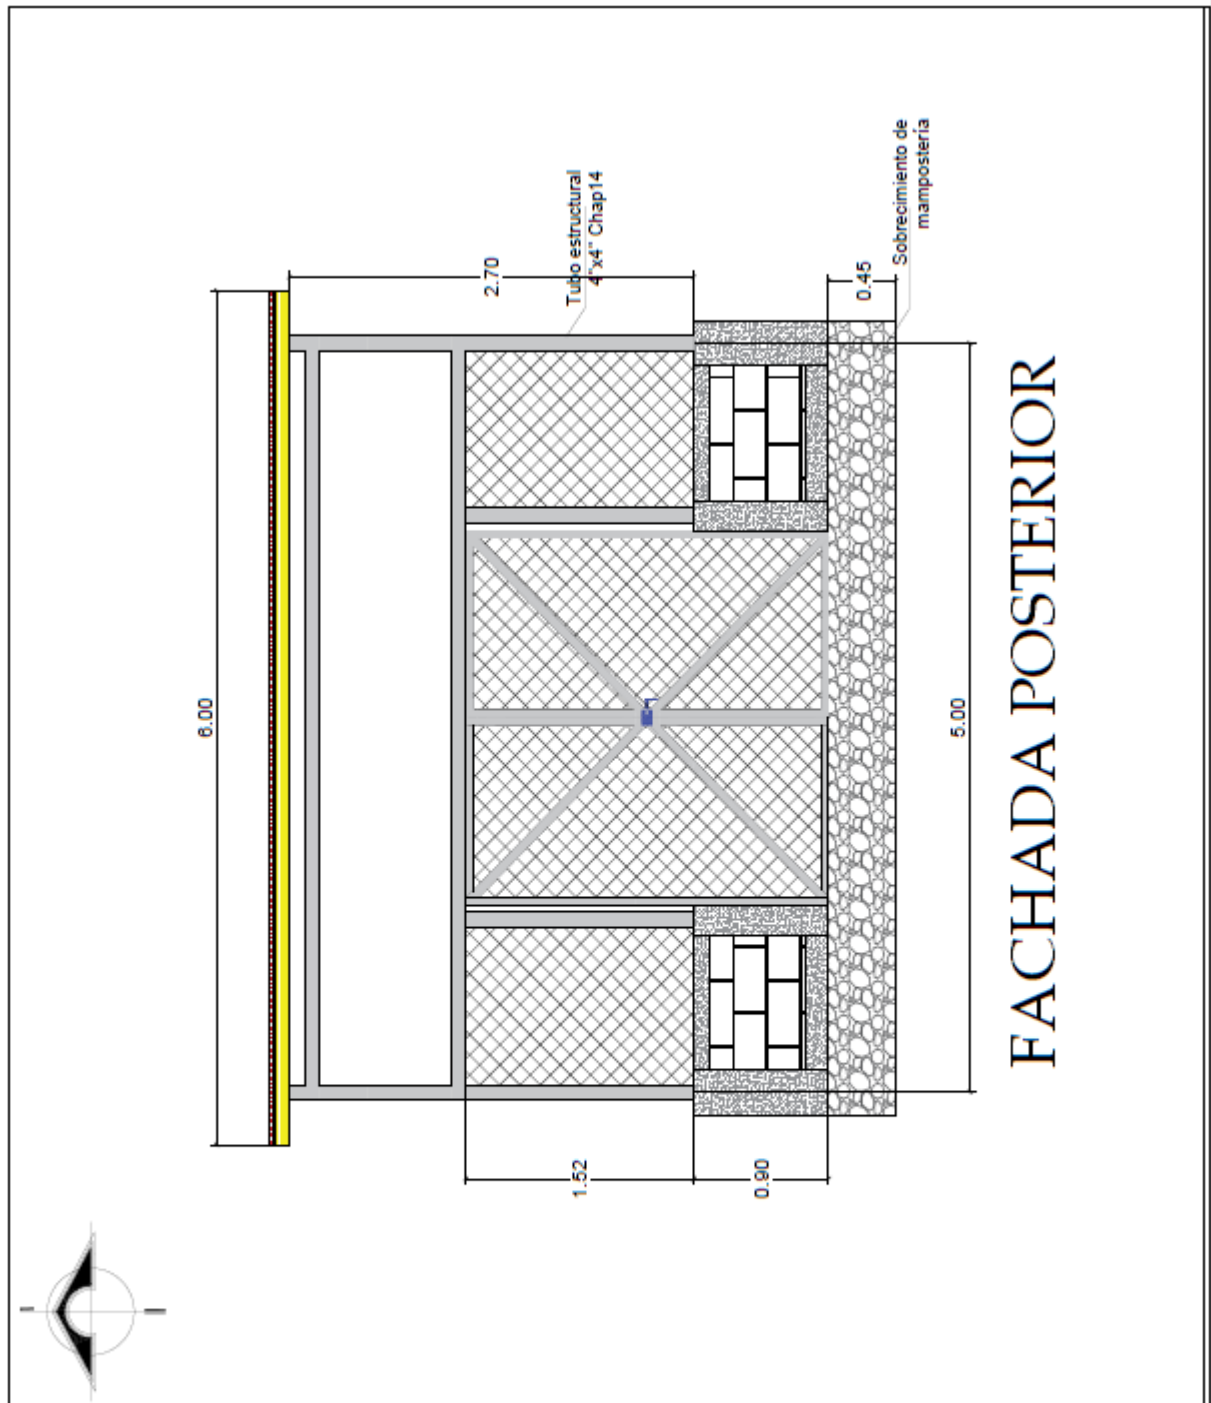 6.00
2.70
Tubo estructural
4"x4" Chap14
1.52
0.90
0.45
Sobrecimiento de
mampostería
5.00
FACHADA POSTERIOR